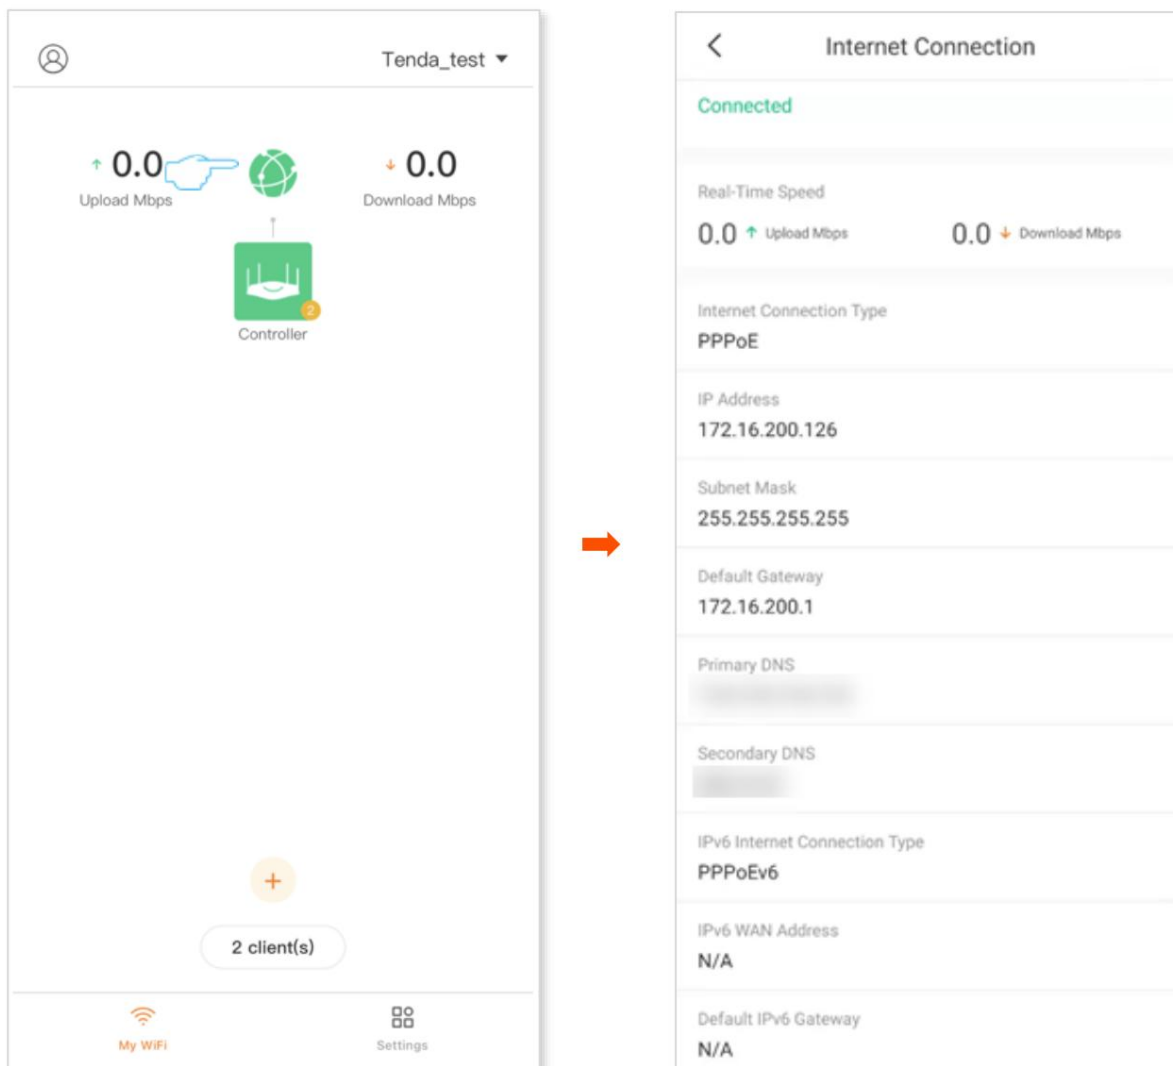 Tenda_test
0.0
Upload Mbps
0.0
Download Mbps
2
Controller
+
2 client(s)
My WiFi
Settings
Internet Connection
Connected
Real-Time Speed
0.0 Upload Mbps 0.0 Download Mbps
Internet Connection Type
PPPoE
IP Address
172.16.200.126
Subnet Mask
255.255.255.255
Default Gateway
172.16.200.1
Primary DNS
Secondary DNS
IPv6 Internet Connection Type
PPPoEv6
IPv6 WAN Address
N/A
Default IPv6 Gateway
N/A